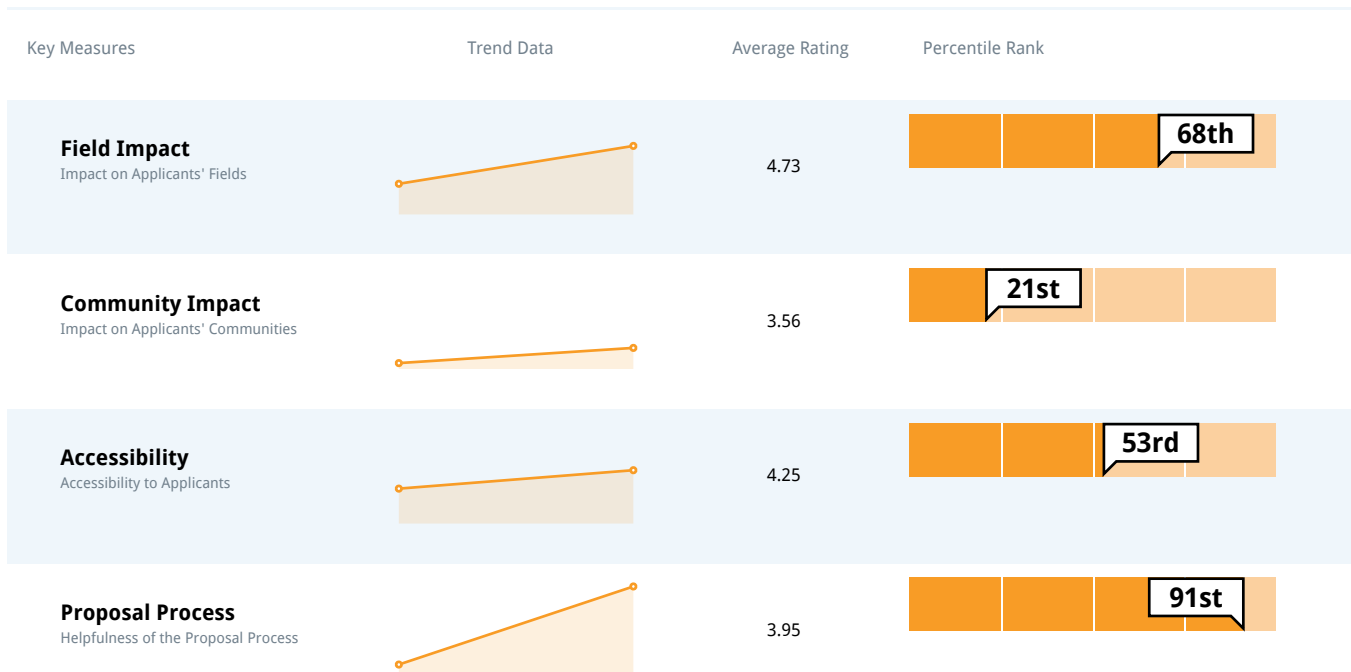 Key Measures Trend Data Average Rating Percentile Rank
Field Impact
Impact on Applicants' Fields
4.73
68th
Community Impact
Impact on Applicants' Communities
3.56
21st
Accessibility
Accessibility to Applicants
4.25
53rd
Proposal Process
Helpfulness of the Proposal Process
3.95
91st